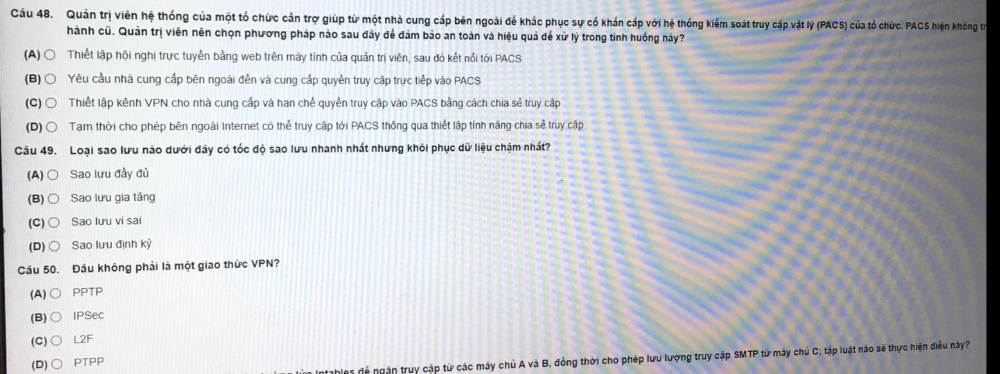 Câu 48. Quản trị viên hệ thống của một tổ chức cần trợ giúp từ một nhà cung cấp bên ngoài để khắc phục sự cố khẩn cấp với hệ thống kiểm soát truy cập vật lý (PACS) của tổ chức. PACS hiện không
hành cũ. Quản trị viên nên chọn phương pháp nào sau đây để đảm bảo an toàn và hiệu quả để xử lý trong tình huống này?
(A) Thiết lập hội nghị trực tuyến bằng web trên máy tính của quản trị viên, sau đó kết nối tới PACS
(B) Yêu cầu nhà cung cấp bên ngoài đến và cung cấp quyền truy cập trực tiếp vào PACS
(C) Thiết lập kênh VPN cho nhà cung cấp và hạn chế quyền truy cập vào PACS bằng cách chia sẻ truy cập
(D) Tạm thời cho phép bên ngoài Internet có thể truy cập tới PACS thông qua thiết lập tính năng chia sẻ truy cập
Câu 49. Loại sao lưu nào dưới đây có tốc độ sao lưu nhanh nhất nhưng khôi phục dữ liệu chậm nhất?
(A) Sao lưu đầy đủ
(B) Sao lưu gia tăng
(C) Sao lưu vi sai
(D) Sao lưu định kỳ
Câu 50. Đâu không phải là một giao thức VPN?
(A) PPTP
(B) IPSec
(C) L2F
(D) PTPP
để ngăn truy cập từ các máy chủ A và B, đồng thời cho phép lưu lượng truy cập SMTP từ máy chủ C; tập luật nào sẽ thực hiện điều này?